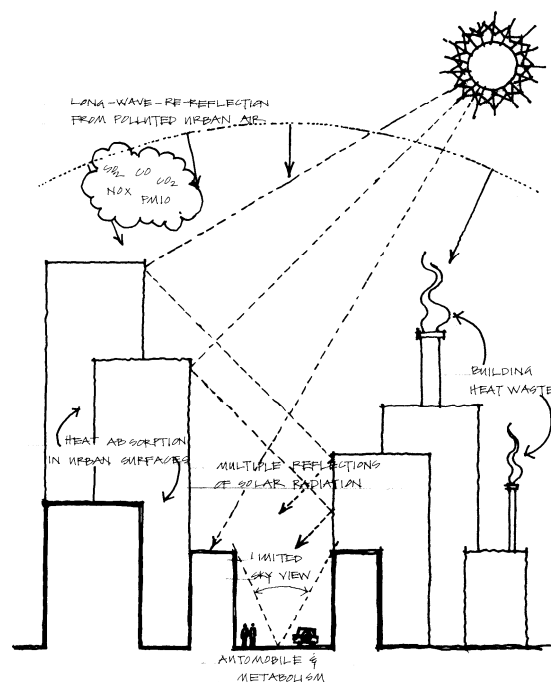 LONG-WAVE-RE-REFLECTION
FROM POLLUTED URBAN AIR
SO2 CO
CO2
NOX
PM10
BUILDING
HEAT WASTE
HEAT ABSORPTION
IN URBAN SURFACES
MULTIPLE REFLECTIONS
OF SOLAR RADIATION
LIMITED
SKY VIEW
AUTOMOBILE &
METABOLISM